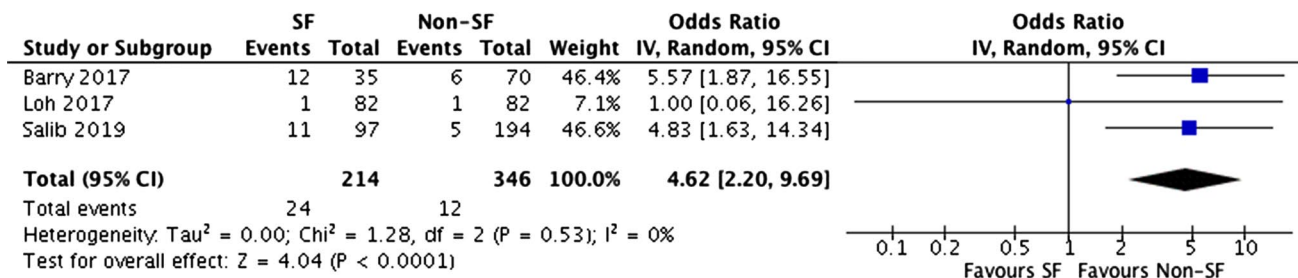 SF Non-SF Odds Ratio Odds Ratio
Study or Subgroup Events Total Events Total Weight IV, Random, 95% CI IV, Random, 95% CI
Barry 2017 12 35 6 70 46.4% 5.57 [1.87, 16.55]
Loh 2017 1 82 1 82 7.1% 1.00 [0.06, 16.26]
Salib 2019 11 97 5 194 46.6% 4.83 [1.63, 14.34]
Total (95% CI) 214 346 100.0% 4.62 [2.20, 9.69]
Total events 24 12
Heterogeneity: Tau² = 0.00; Chi² = 1.28, df = 2 (P = 0.53); I² = 0%
Test for overall effect: Z = 4.04 (P < 0.0001)
0.1 0.2 0.5 1 2 5 10
Favours SF Favours Non-SF